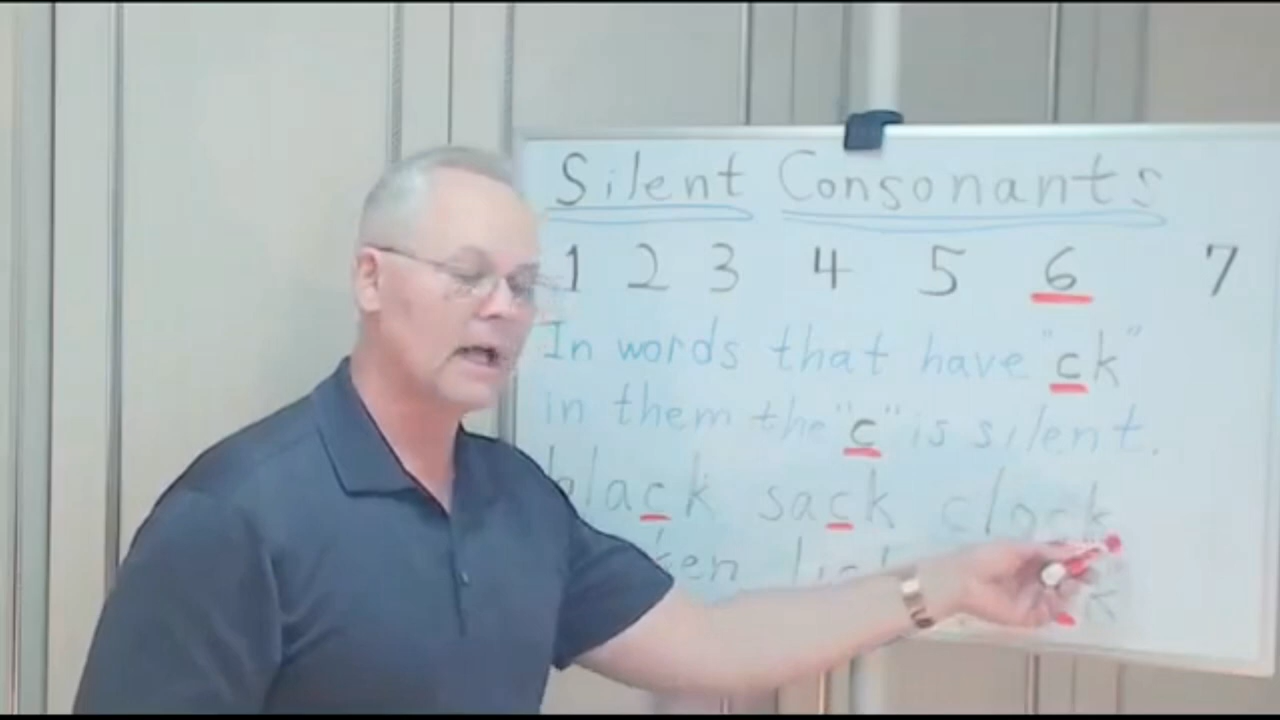 Silent Consonants
1 2 3 4 5 6 7
In words that have "ck"
in them the "c" is silent.
black sack clock